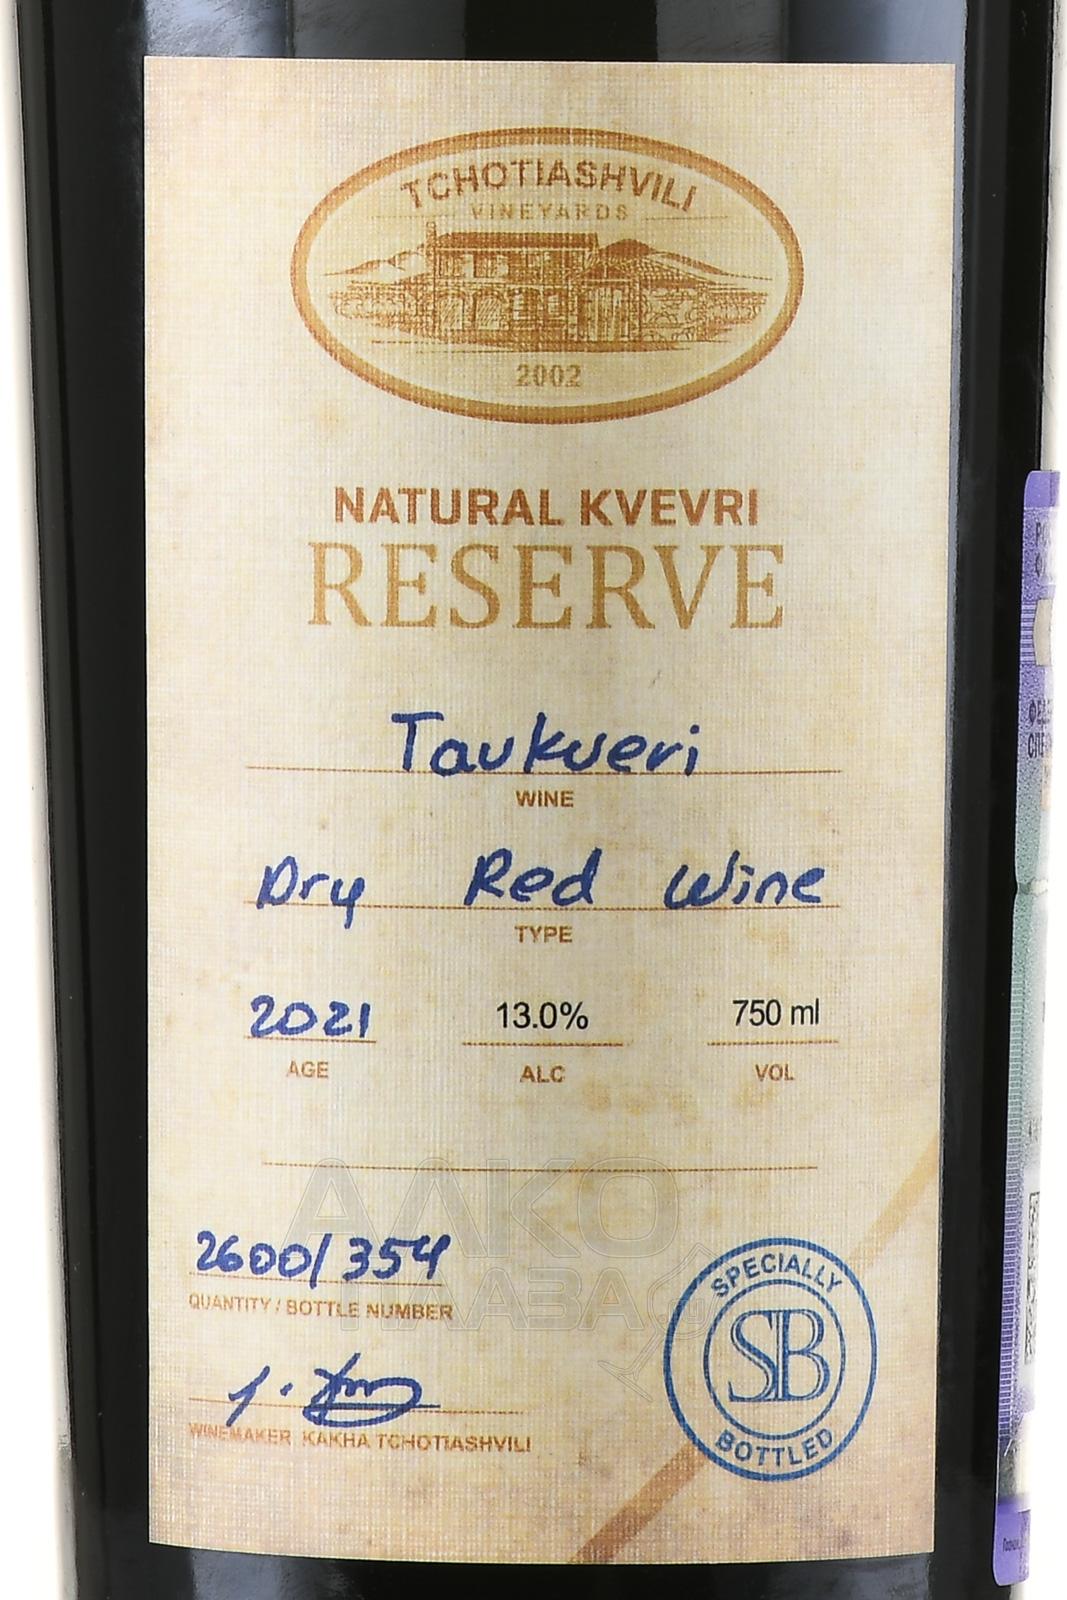 TCHOTIASHVILI
VINEYARDS
2002
NATURAL KVEVRI
RESERVE
Taukveri
WINE
Dry Red Wine
TYPE
2021 13.0% 750 ml
AGE ALC VOL
2600/354
QUANTITY / BOTTLE NUMBER
WINEMAKER KAKHA TCHOTIASHVILI
SPECIALLY
SB
BOTTLED
АЛКО
ПЛАЗА